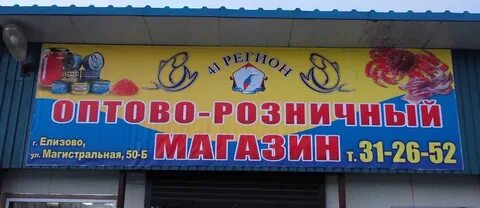 41 РЕГИОН
ОПТОВО-РОЗНИЧНЫЙ
МАГАЗИН
г. Елизово,
ул. Магистральная, 50-Б
т. 31-26-52